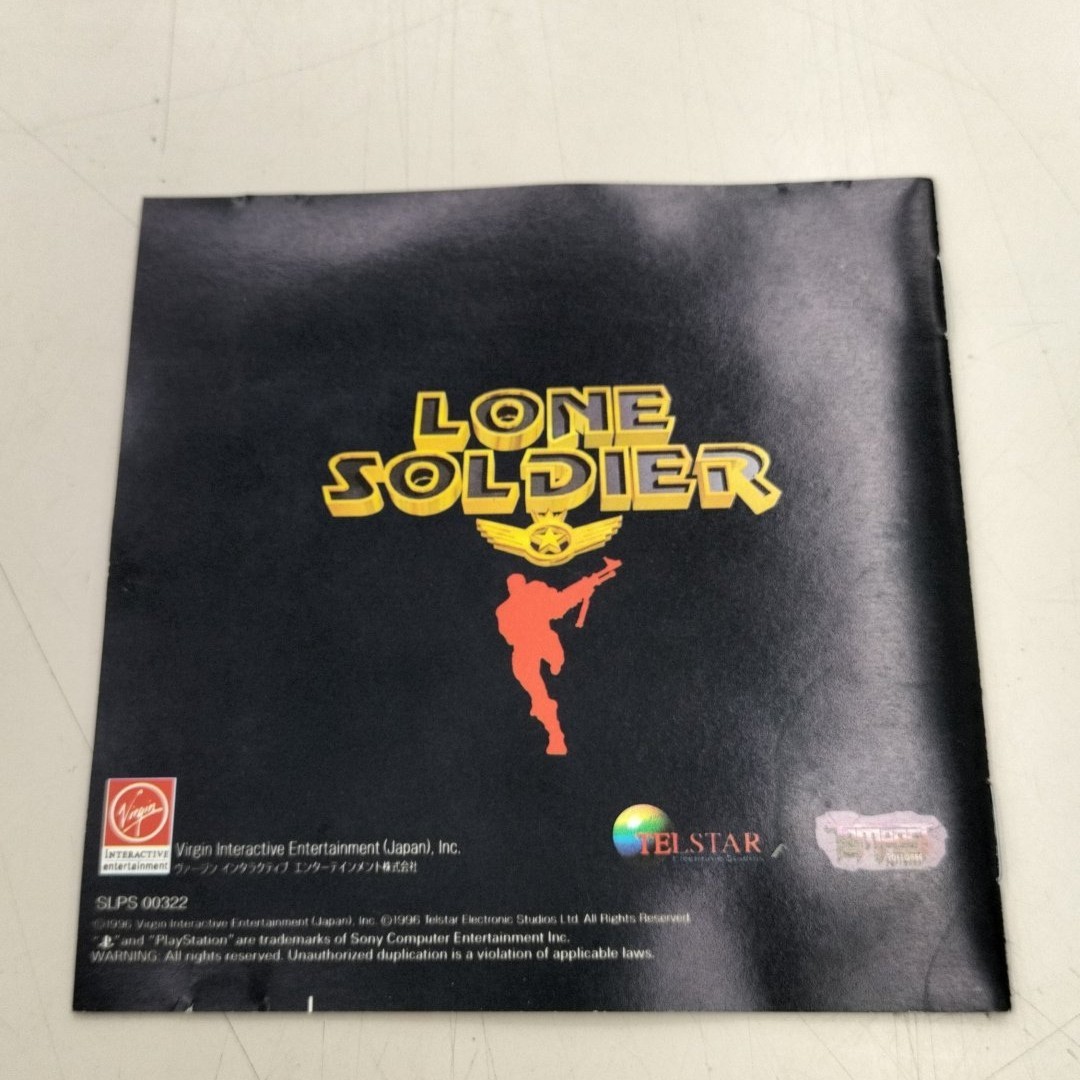 LONE
SOLDIER
Virgin
INTERACTIVE
entertainment
Virgin Interactive Entertainment (Japan), Inc.
ヴァージン インタラクティブ エンターテインメント株式会社
TELSTAR
Electronic Studios
SLPS 00322
©1996 Virgin Interactive Entertainment (Japan), Inc. ©1996 Telstar Electronic Studios Ltd. All Rights Reserved.
" " and "PlayStation" are trademarks of Sony Computer Entertainment Inc.
WARNING: All rights reserved. Unauthorized duplication is a violation of applicable laws.